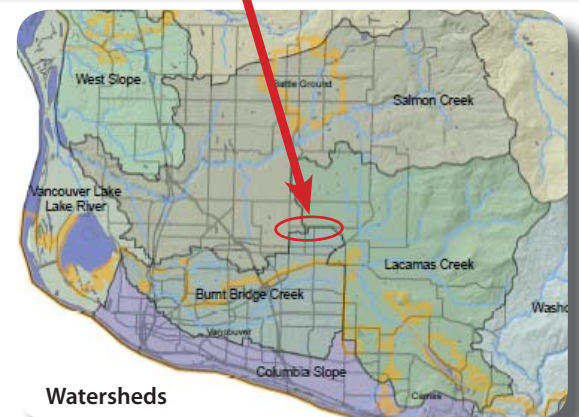 West Slope
Battle Ground
Salmon Creek
Vancouver Lake
Lake River
Lacamas Creek
Burnt Bridge Creek
Washo
Vancouver
Columbia Slope
Camas
Watersheds